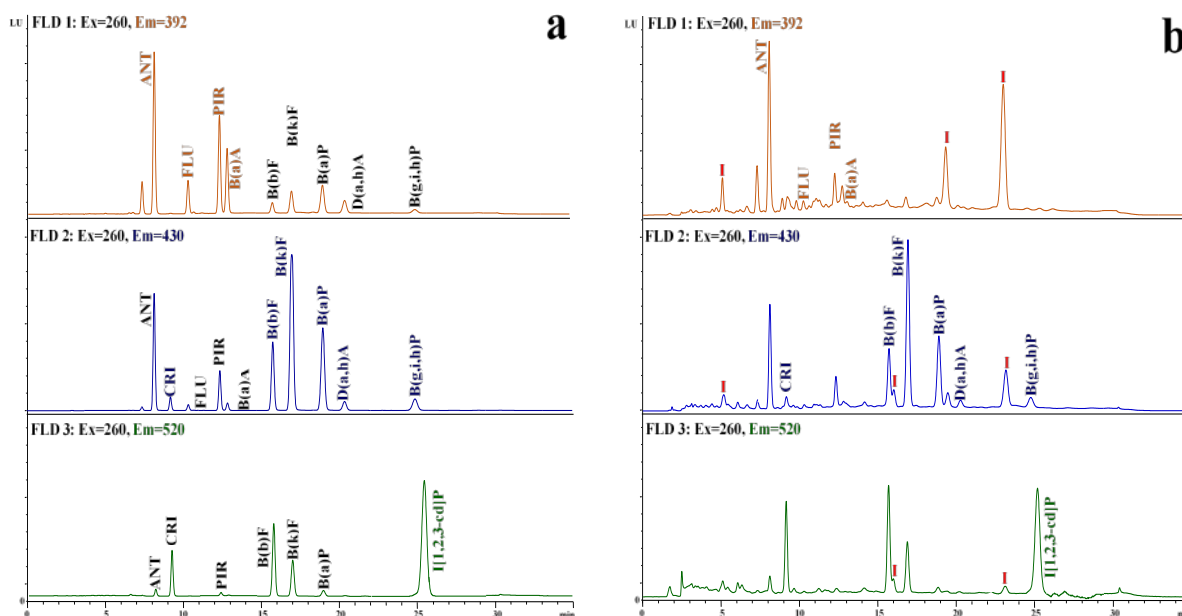 LU
FLD 1: Ex=260, Em=392
a
ANT
FLU
PIR
B(a)A
B(b)F
B(k)F
B(a)P
D(a,h)A
B(g,i,h)P
FLD 2: Ex=260, Em=430
ANT
CRI
FLU
PIR
B(a)A
B(b)F
B(k)F
B(a)P
D(a,h)A
B(g,i,h)P
FLD 3: Ex=260, Em=520
ANT
CRI
PIR
B(b)F
B(k)F
B(a)P
I[1,2,3-cd]P
0 5 10 15 20 25 30
LU
FLD 1: Ex=260, Em=392
b
I
ANT
FLU
PIR
B(a)A
I
I
FLD 2: Ex=260, Em=430
I
CRI
B(b)F
I
B(k)F
B(a)P
D(a,h)A
I
B(g,i,h)P
FLD 3: Ex=260, Em=520
I
I
I[1,2,3-cd]P
0 5 10 15 20 25 30